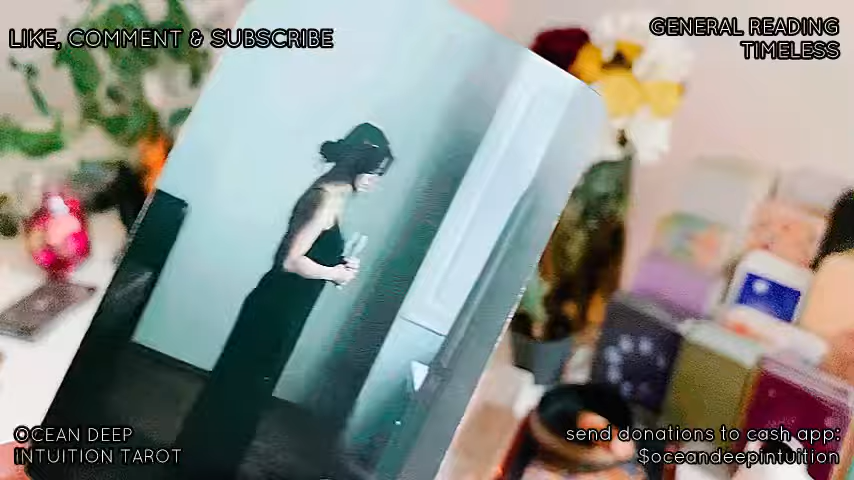 LIKE, COMMENT & SUBSCRIBE
GENERAL READING
TIMELESS
OCEAN DEEP
INTUITION TAROT
send donations to cash app:
$oceandeepintuition